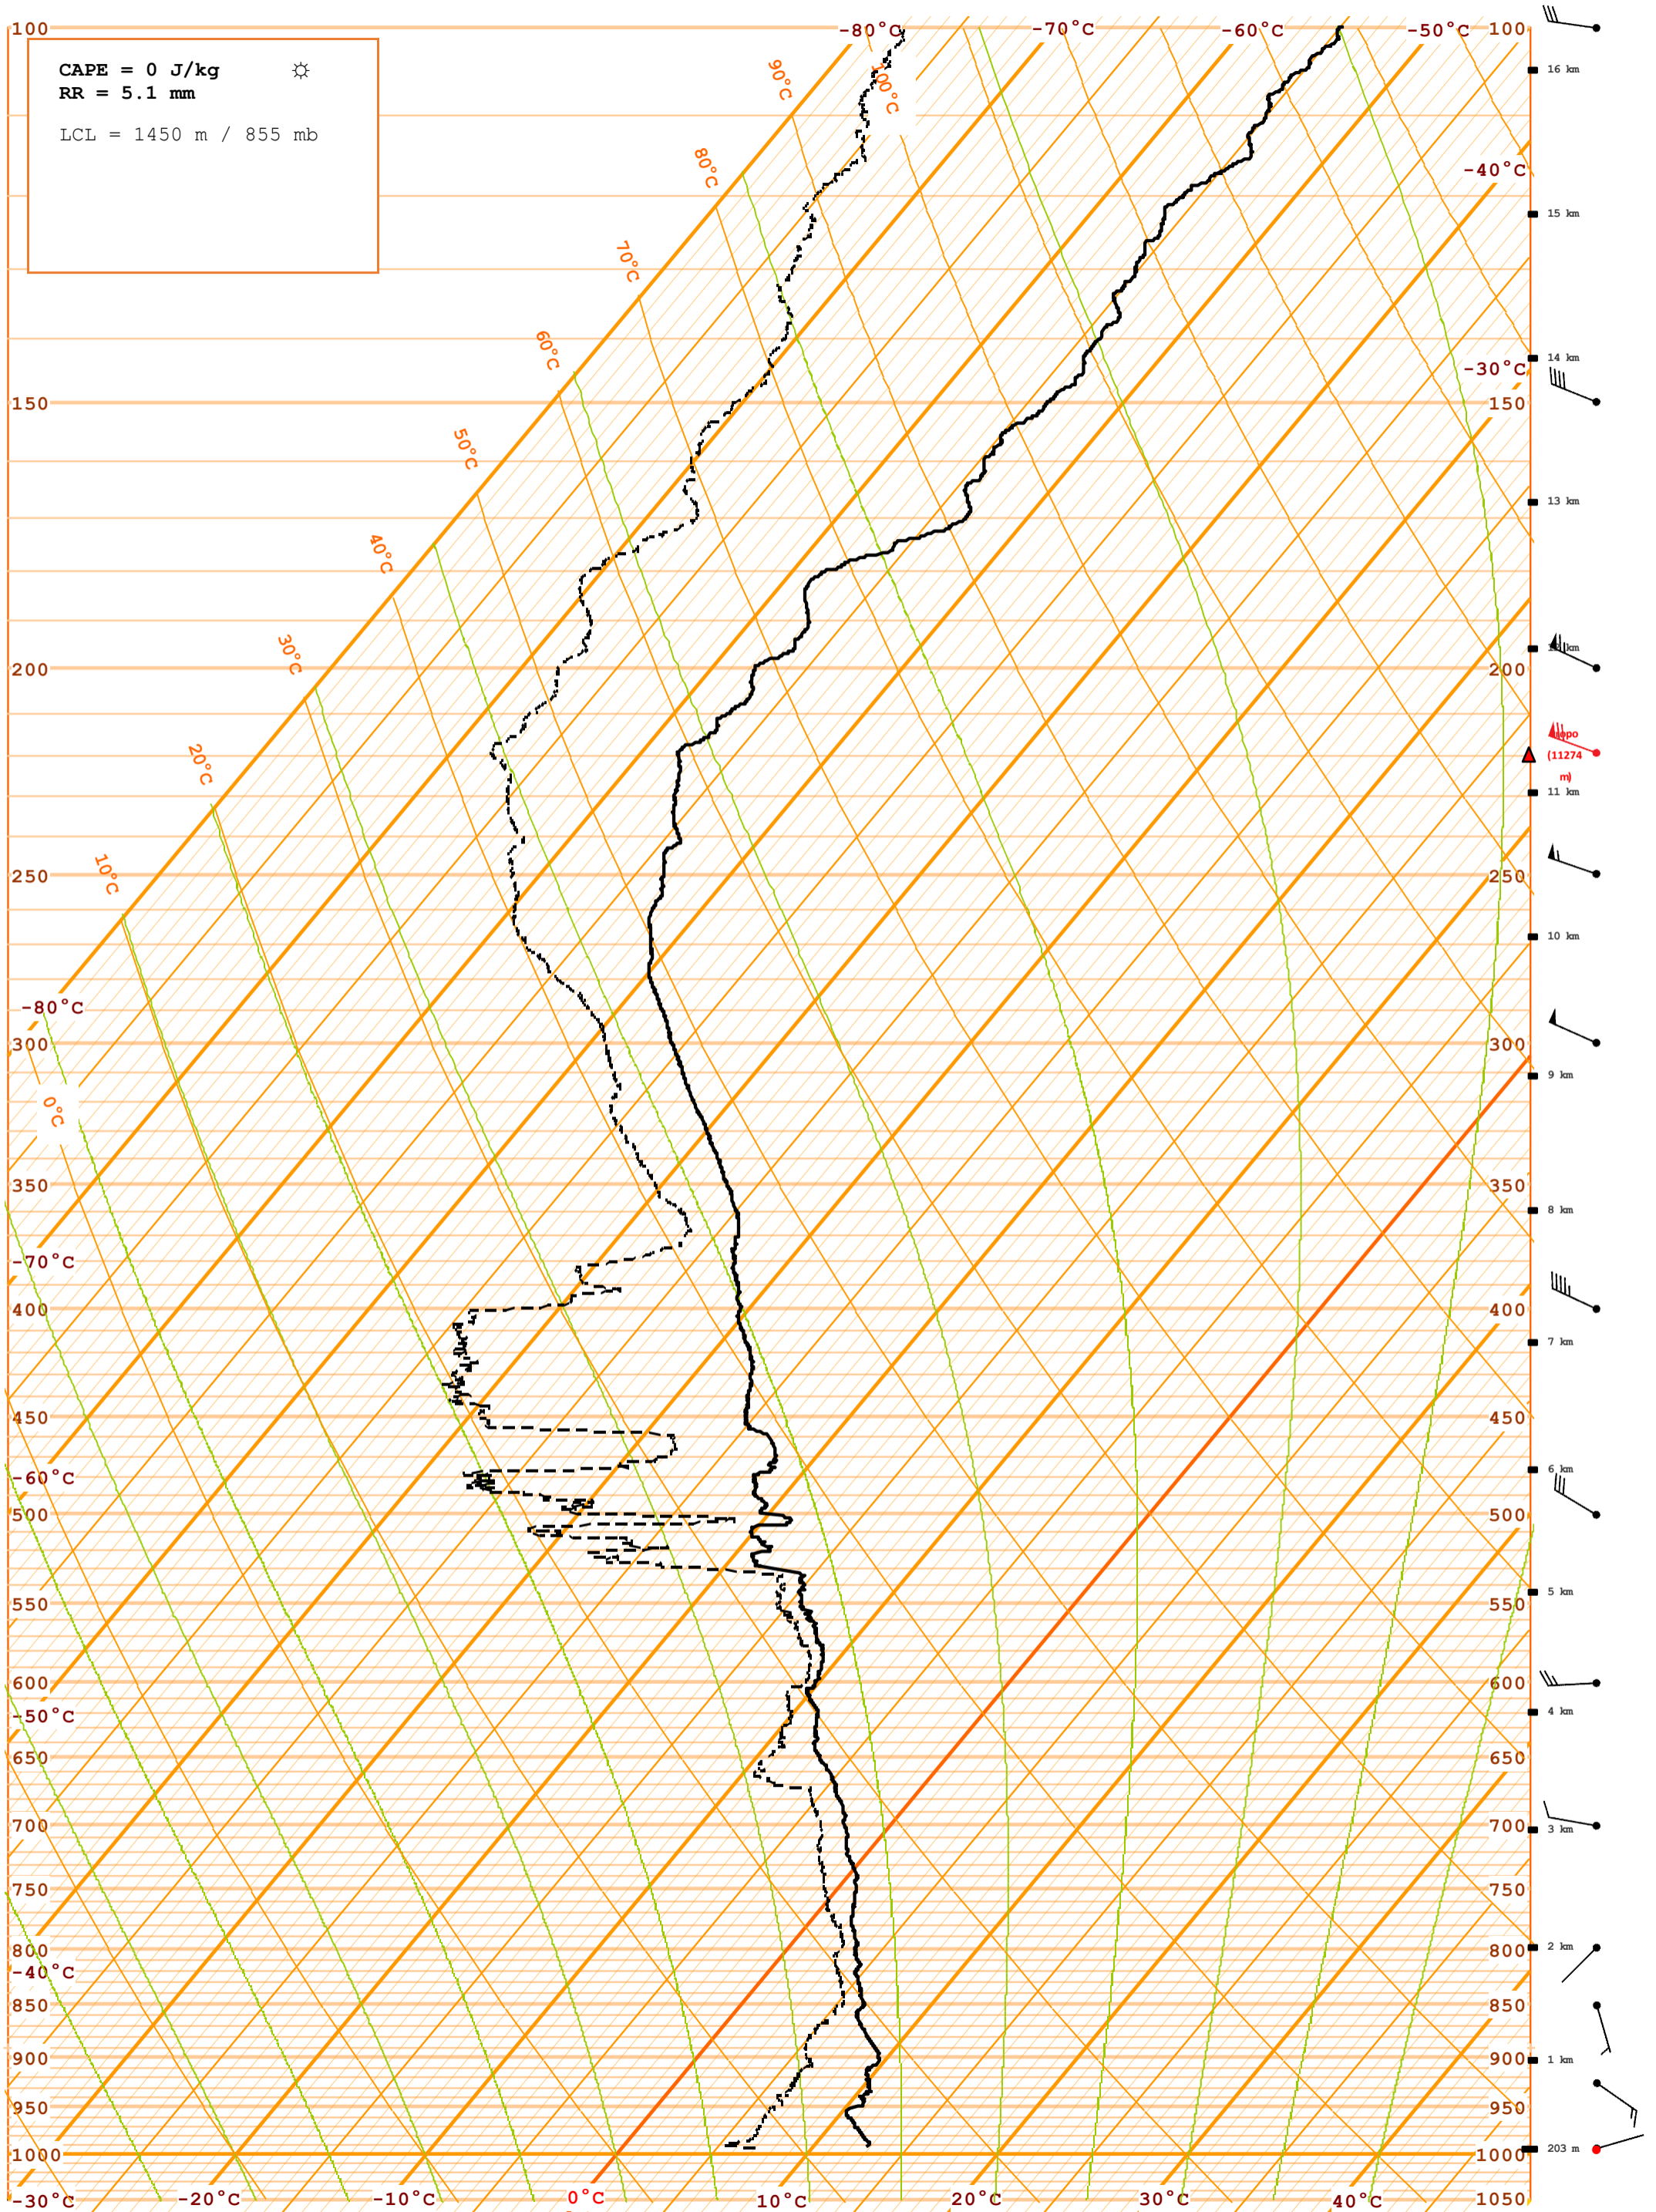 100 -80°C -70°C -60°C -50°C 100
CAPE = 0 J/kg ☼
RR = 5.1 mm
LCL = 1450 m / 855 mb
16 km
90°C 100°C
80°C
-40°C
15 km
70°C
60°C
14 km
-30°C
150 150
50°C
13 km
40°C
30°C
km
200 200
20°C
(11274
m)
11 km
10°C
250 250
10 km
-80°C
300 300
9 km
0°C
350 350
8 km
-70°C
400 400
7 km
450 450
6 km
-60°C
500 500
5 km
550 550
600 600
4 km
-50°C
650 650
700 700
3 km
750 750
800 800
2 km
-40°C
850 850
900 900
1 km
950 950
1000 1000
203 m
-30°C -20°C -10°C 0°C 10°C 20°C 30°C 40°C 1050